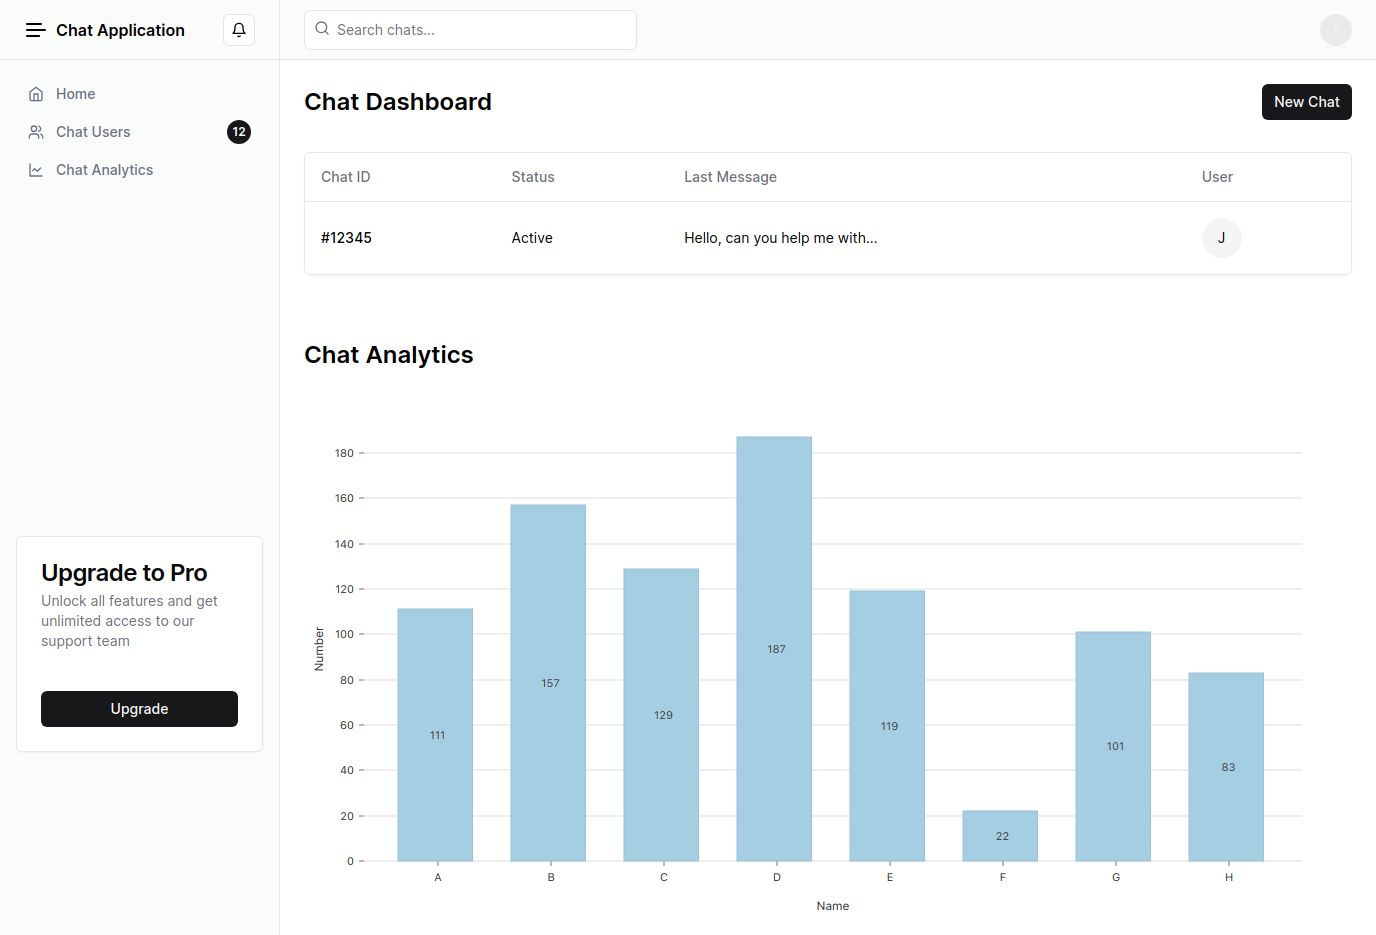 Chat Application
Search chats...
Home
Chat Users 12
Chat Analytics
Upgrade to Pro
Unlock all features and get
unlimited access to our
support team
Upgrade
Chat Dashboard
New Chat
Chat ID Status Last Message User
#12345 Active Hello, can you help me with... J
Chat Analytics
180
160
140
120
100
80
60
40
20
0
Number
111 157 129 187 119 22 101 83
A B C D E F G H
Name